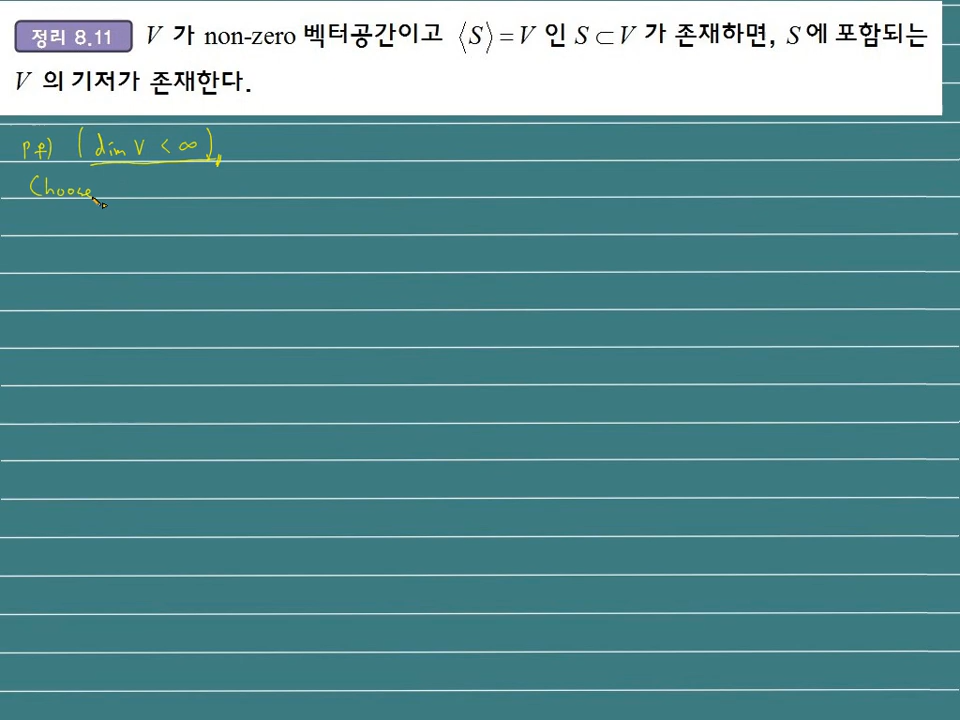 정리 8.11 V 가 non-zero 벡터공간이고 ⟨S⟩ = V 인 S ⊂ V 가 존재하면, S 에 포함되는
V 의 기저가 존재한다.
pf) (dim V < ∞)
Choose